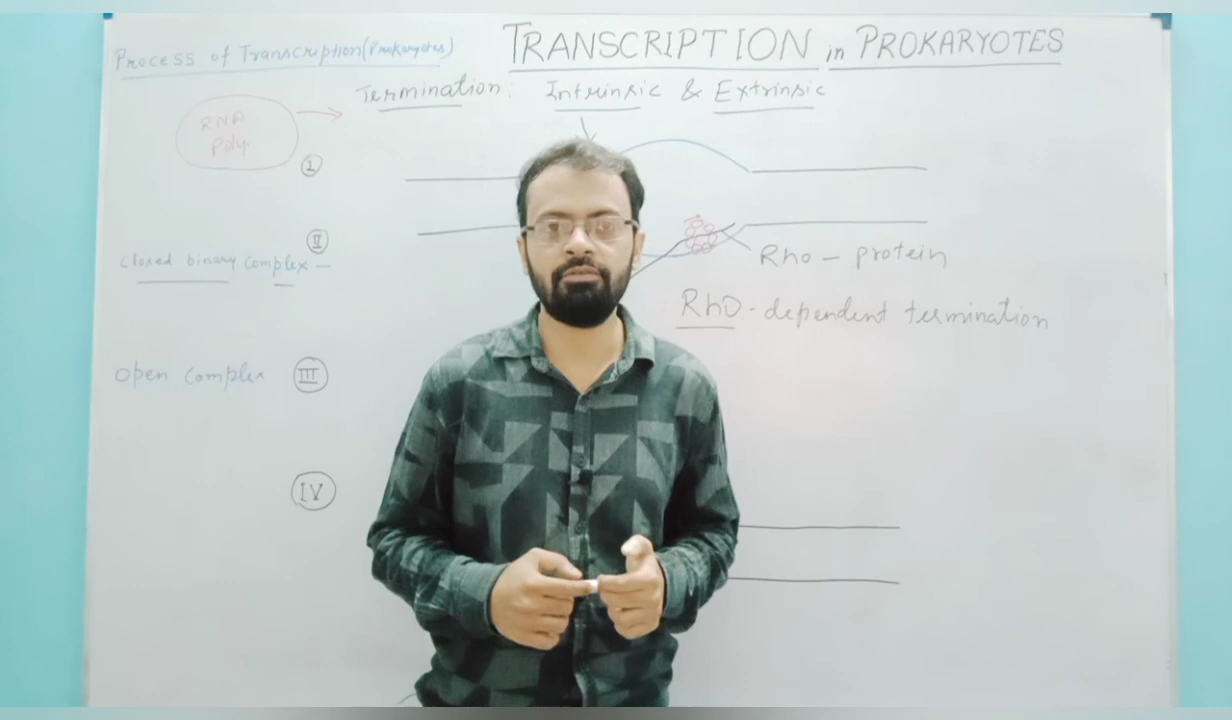 TRANSCRIPTION in PROKARYOTES
Process of Transcription(Prokaryotes)
Termination: Intrinsic & Extrinsic
RNA
Poly
I
II
Rho - protein
closed binary complex -
Rho - dependent termination
Open complex III
IV